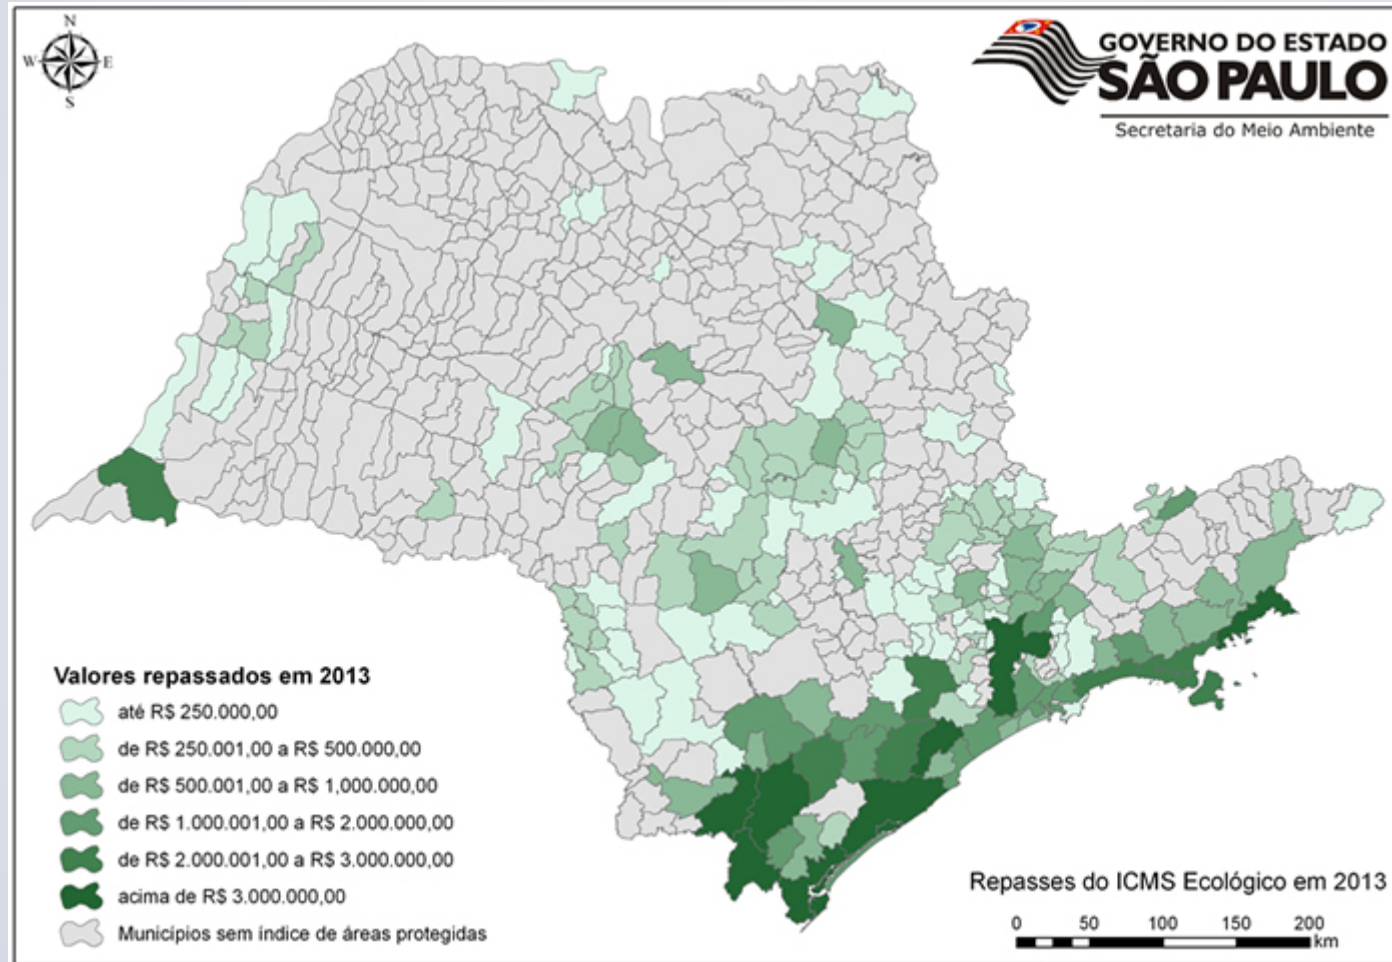 N
W E
S
GOVERNO DO ESTADO
SÃO PAULO
Secretaria do Meio Ambiente
Valores repassados em 2013
até R$ 250.000,00
de R$ 250.001,00 a R$ 500.000,00
de R$ 500.001,00 a R$ 1,000.000,00
de R$ 1.000.001,00 a R$ 2.000.000,00
de R$ 2.000.001,00 a R$ 3.000.000,00
acima de R$ 3.000.000,00
Municípios sem índice de áreas protegidas
Repasses do ICMS Ecológico em 2013
0 50 100 150 200
km